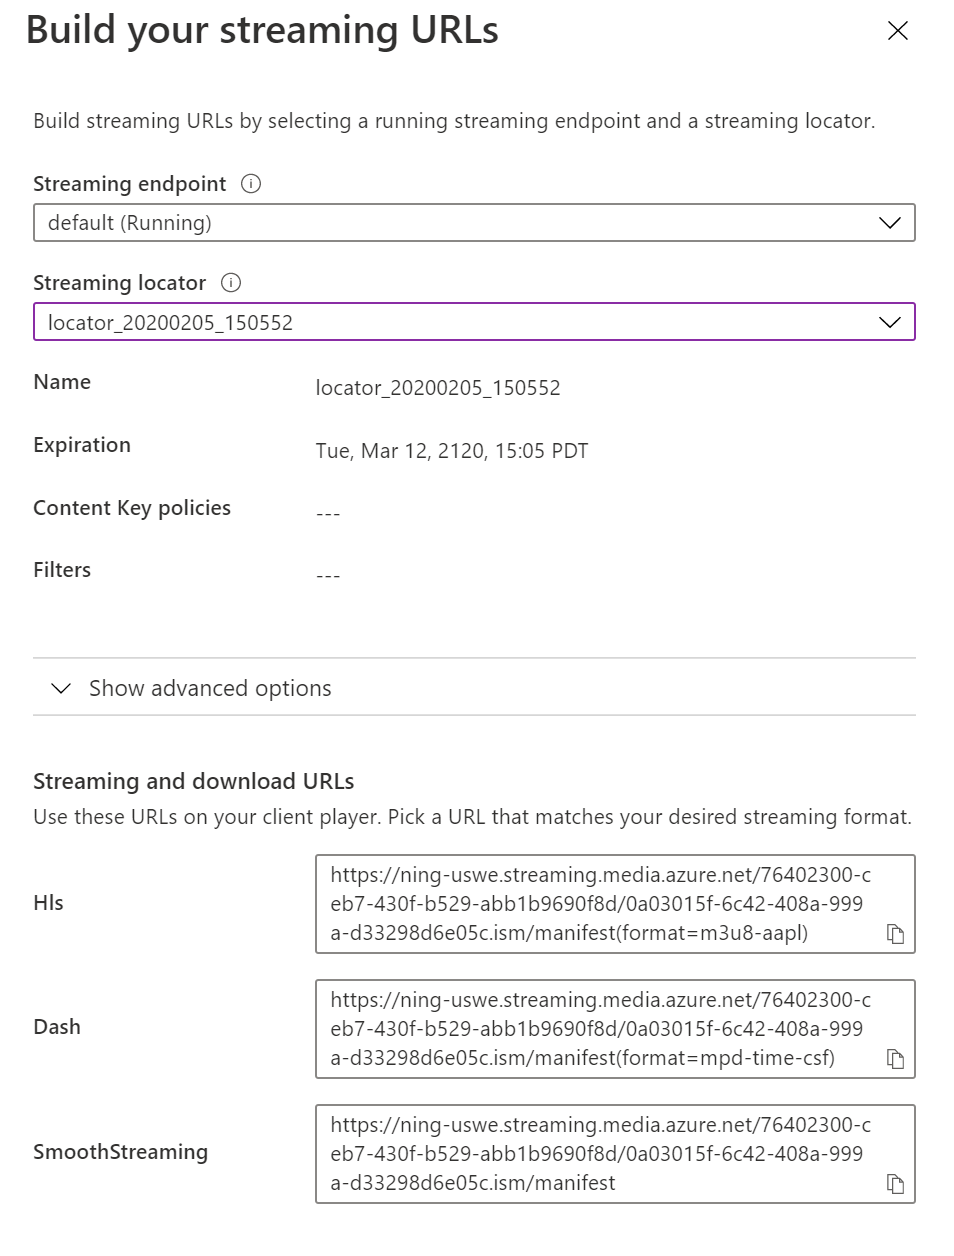 Build your streaming URLs
Build streaming URLs by selecting a running streaming endpoint and a streaming locator.
Streaming endpoint
default (Running)
Streaming locator
locator_20200205_150552
Name
locator_20200205_150552
Expiration
Tue, Mar 12, 2120, 15:05 PDT
Content Key policies
---
Filters
---
Show advanced options
Streaming and download URLs
Use these URLs on your client player. Pick a URL that matches your desired streaming format.
Hls
https://ning-uswe.streaming.media.azure.net/76402300-c
eb7-430f-b529-abb1b9690f8d/0a03015f-6c42-408a-999
a-d33298d6e05c.ism/manifest(format=m3u8-aapl)
Dash
https://ning-uswe.streaming.media.azure.net/76402300-c
eb7-430f-b529-abb1b9690f8d/0a03015f-6c42-408a-999
a-d33298d6e05c.ism/manifest(format=mpd-time-csf)
SmoothStreaming
https://ning-uswe.streaming.media.azure.net/76402300-c
eb7-430f-b529-abb1b9690f8d/0a03015f-6c42-408a-999
a-d33298d6e05c.ism/manifest